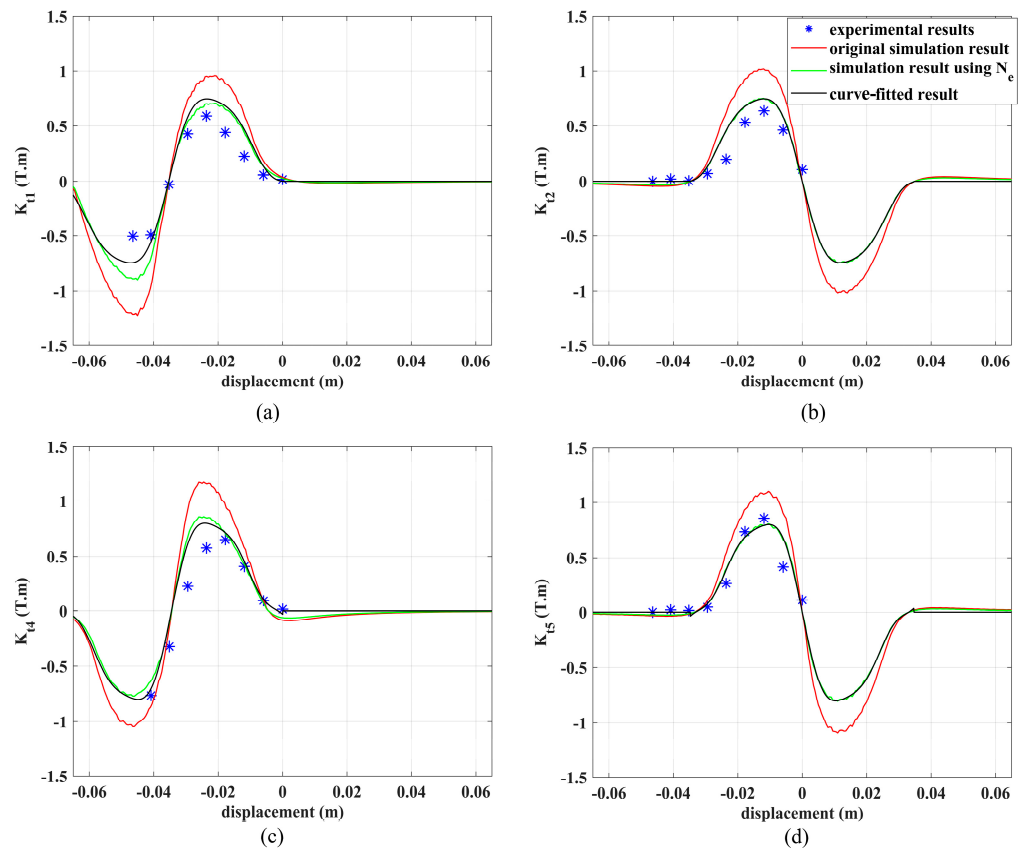 1.5
1
0.5
0
-0.5
-1
-1.5
K_t1 (T.m)
-0.06 -0.04 -0.02 0 0.02 0.04 0.06
displacement (m)
(a)
1.5
1
0.5
0
-0.5
-1
-1.5
K_t2 (T.m)
experimental results
original simulation result
simulation result using N_e
curve-fitted result
-0.06 -0.04 -0.02 0 0.02 0.04 0.06
displacement (m)
(b)
1.5
1
0.5
0
-0.5
-1
-1.5
K_t4 (T.m)
-0.06 -0.04 -0.02 0 0.02 0.04 0.06
displacement (m)
(c)
1.5
1
0.5
0
-0.5
-1
-1.5
K_t5 (T.m)
-0.06 -0.04 -0.02 0 0.02 0.04 0.06
displacement (m)
(d)